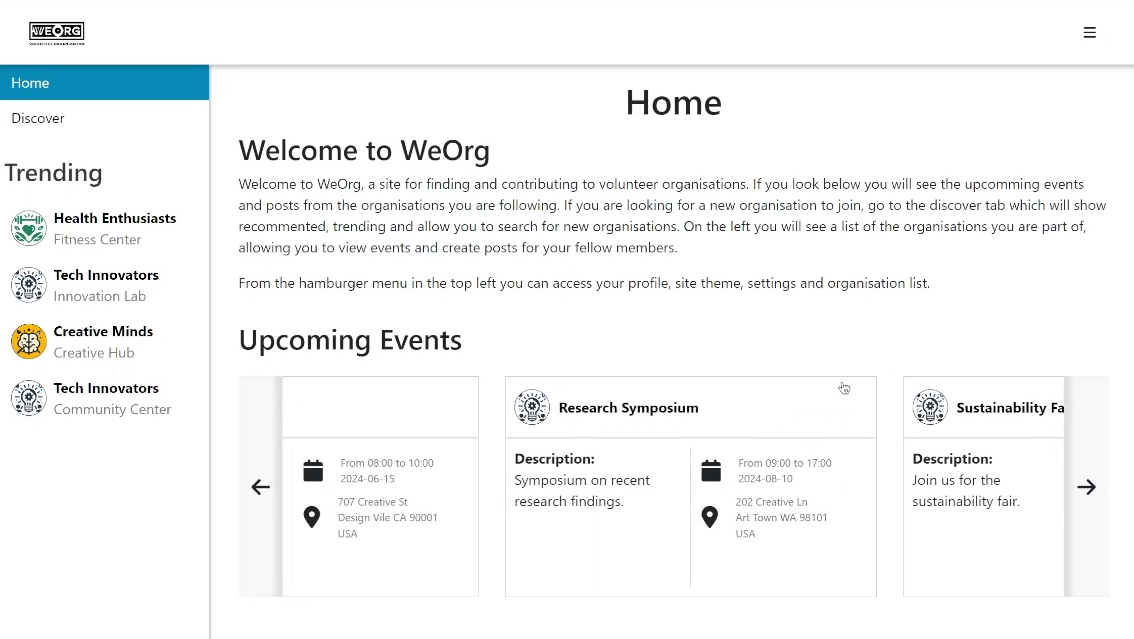 WEORG
Home
Discover
Trending
Health Enthusiasts
Fitness Center
Tech Innovators
Innovation Lab
Creative Minds
Creative Hub
Tech Innovators
Community Center
Home
Welcome to WeOrg
Welcome to WeOrg, a site for finding and contributing to volunteer organisations. If you look below you will see the upcomming events
and posts from the organisations you are following. If you are looking for a new organisation to join, go to the discover tab which will show
recommented, trending and allow you to search for new organisations. On the left you will see a list of the organisations you are part of,
allowing you to view events and create posts for your fellow members.
From the hamburger menu in the top left you can access your profile, site theme, settings and organisation list.
Upcoming Events
From 08:00 to 10:00
2024-06-15
707 Creative St
Design Vile CA 90001
USA
Research Symposium
Description:
Symposium on recent
research findings.
From 09:00 to 17:00
2024-08-10
202 Creative Ln
Art Town WA 98101
USA
Sustainability Fa
Description:
Join us for the
sustainability fair.